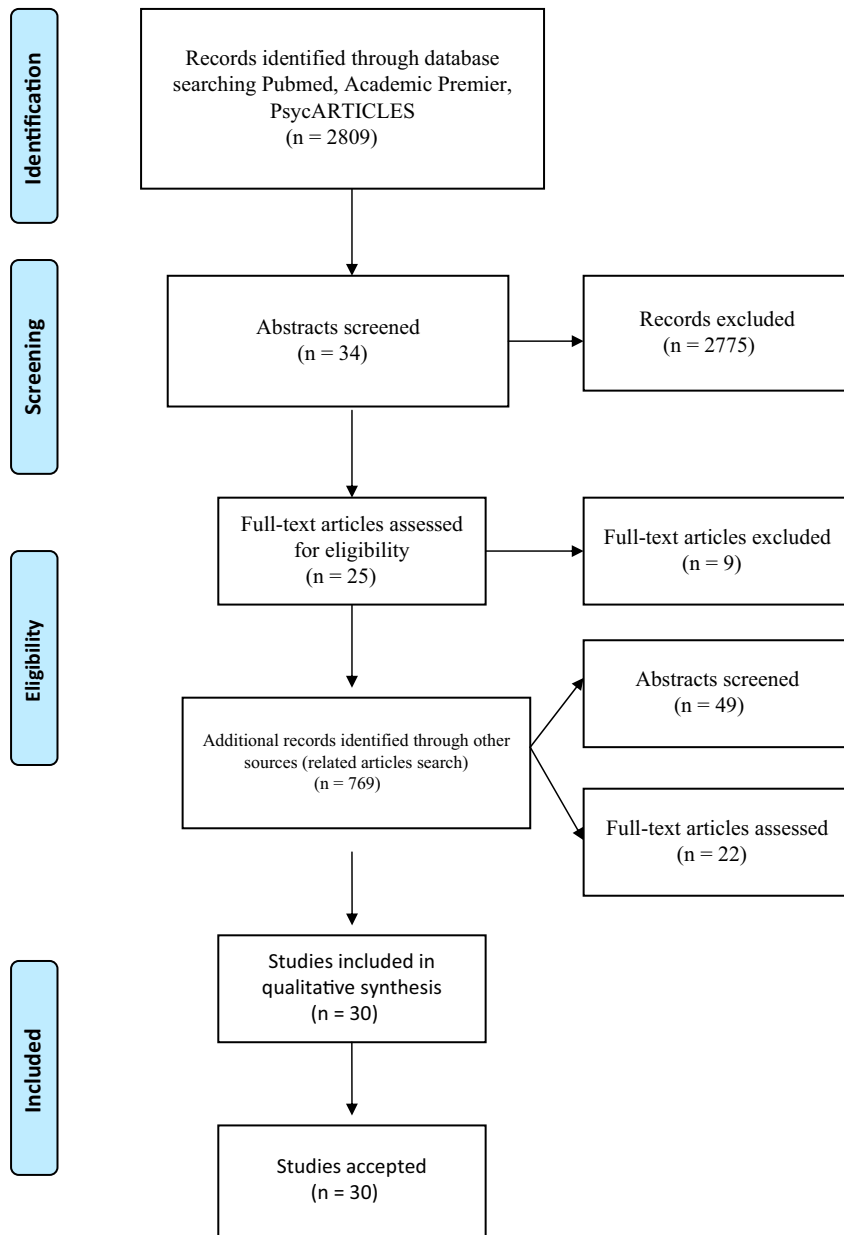 Identification
Records identified through database
searching Pubmed, Academic Premier,
PsycARTICLES
(n = 2809)
Screening
Abstracts screened
(n = 34)
Records excluded
(n = 2775)
Eligibility
Full-text articles assessed
for eligibility
(n = 25)
Full-text articles excluded
(n = 9)
Additional records identified through other
sources (related articles search)
(n = 769)
Abstracts screened
(n = 49)
Full-text articles assessed
(n = 22)
Included
Studies included in
qualitative synthesis
(n = 30)
Studies accepted
(n = 30)